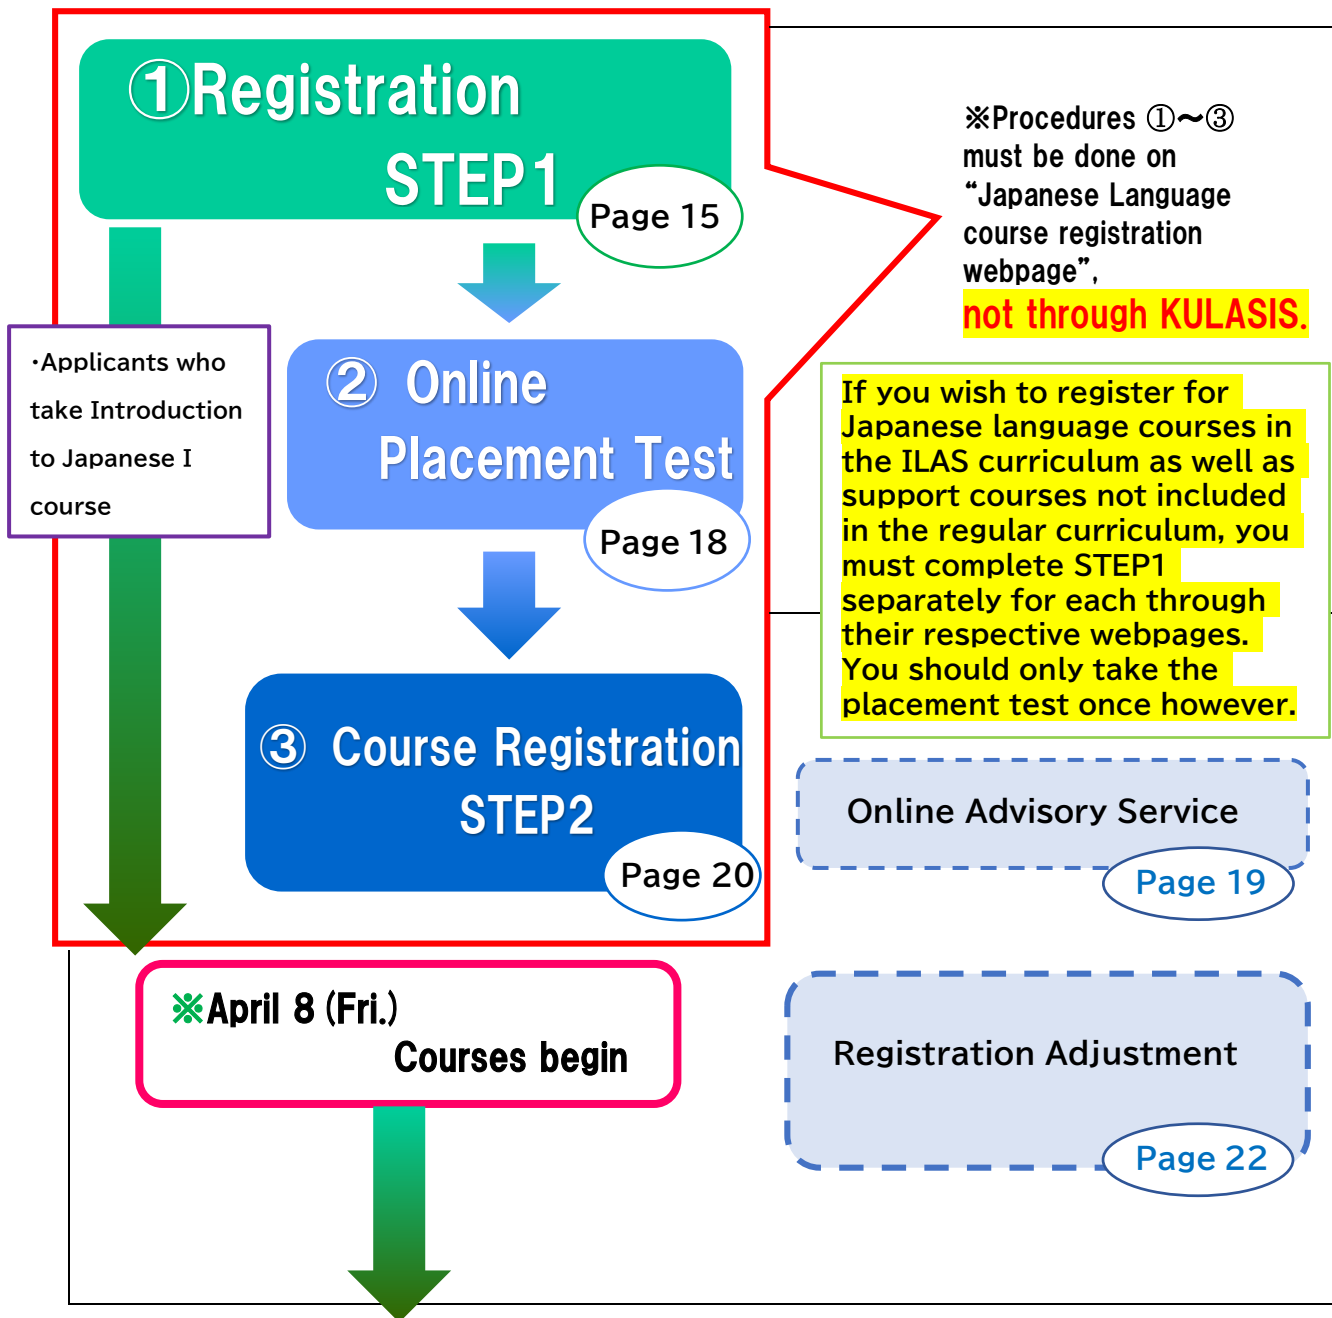 ①Registration
STEP1
Page 15
※Procedures ①～③
must be done on
“Japanese Language
course registration
webpage”,
not through KULASIS.
・Applicants who
take Introduction
to Japanese I
course
② Online
Placement Test
Page 18
If you wish to register for
Japanese language courses in
the ILAS curriculum as well as
support courses not included
in the regular curriculum, you
must complete STEP1
separately for each through
their respective webpages.
You should only take the
placement test once however.
③ Course Registration
STEP2
Page 20
Online Advisory Service
Page 19
※April 8 (Fri.)
Courses begin
Registration Adjustment
Page 22